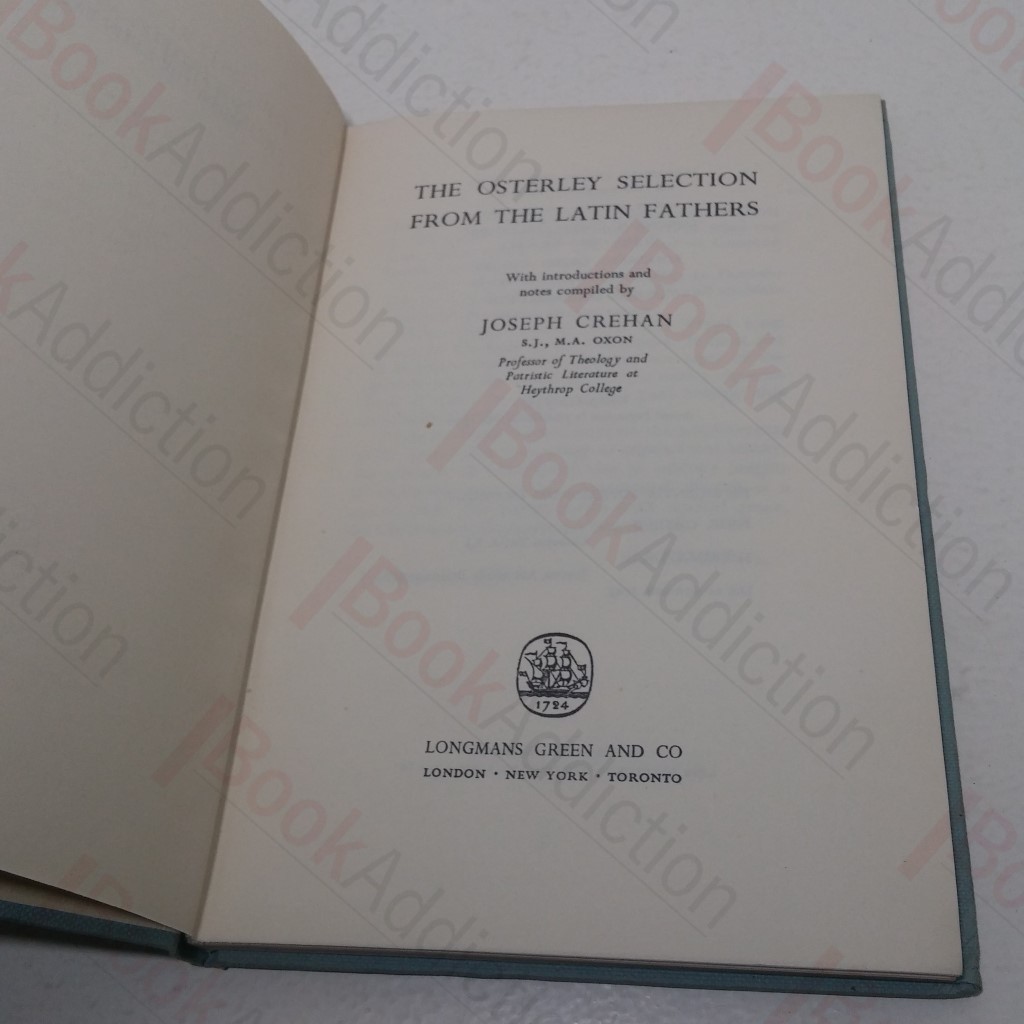 THE OSTERLEY SELECTION
FROM THE LATIN FATHERS
With introductions and
notes compiled by
JOSEPH CREHAN
S.J., M.A. OXON
Professor of Theology and
Patristic Literature at
Heythrop College
1724
LONGMANS GREEN AND CO
LONDON · NEW YORK · TORONTO
BookAddiction